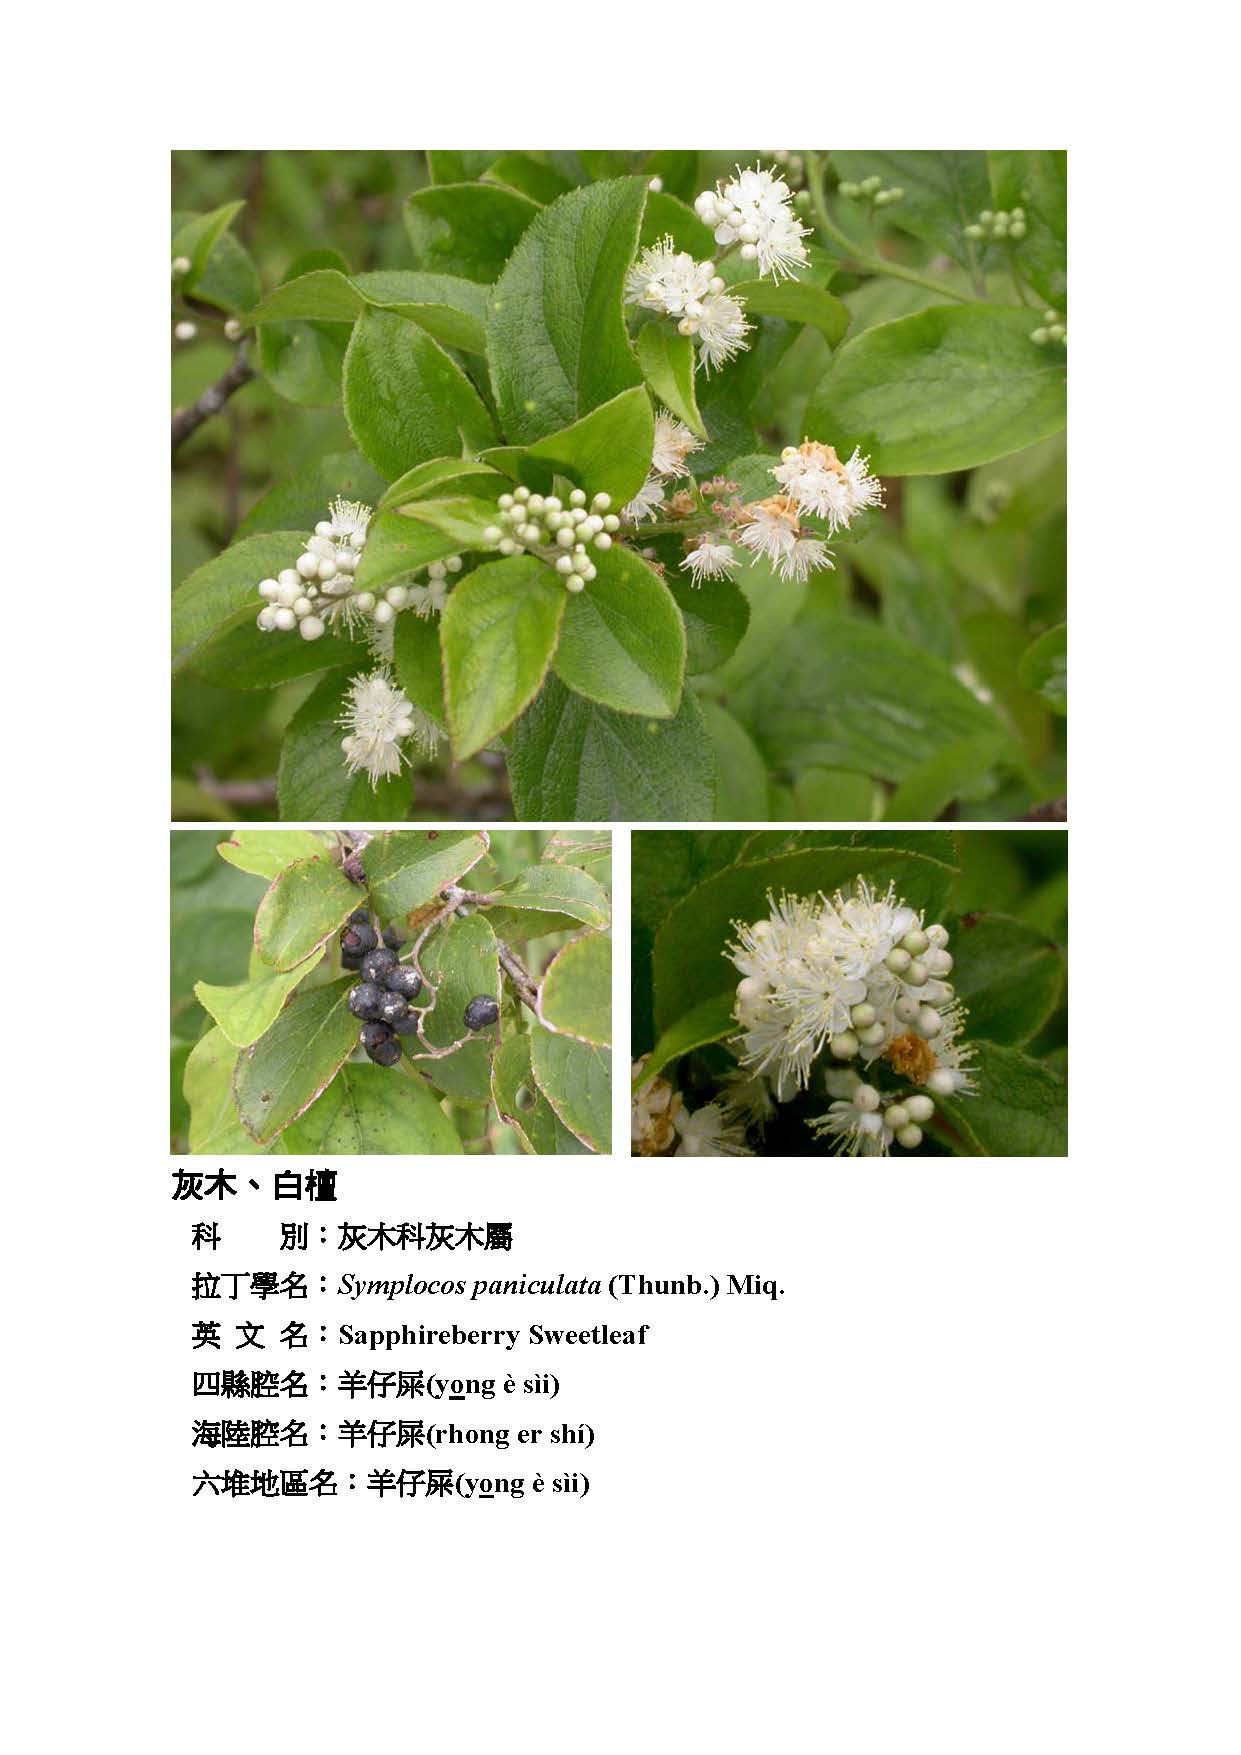 灰木、白檀
科　　別：灰木科灰木屬
拉丁學名：Symplocos paniculata (Thunb.) Miq.
英 文 名：Sapphireberry Sweetleaf
四縣腔名：羊仔屎(yong è sìi)
海陸腔名：羊仔屎(rhong er shí)
六堆地區名：羊仔屎(yong è sìi)